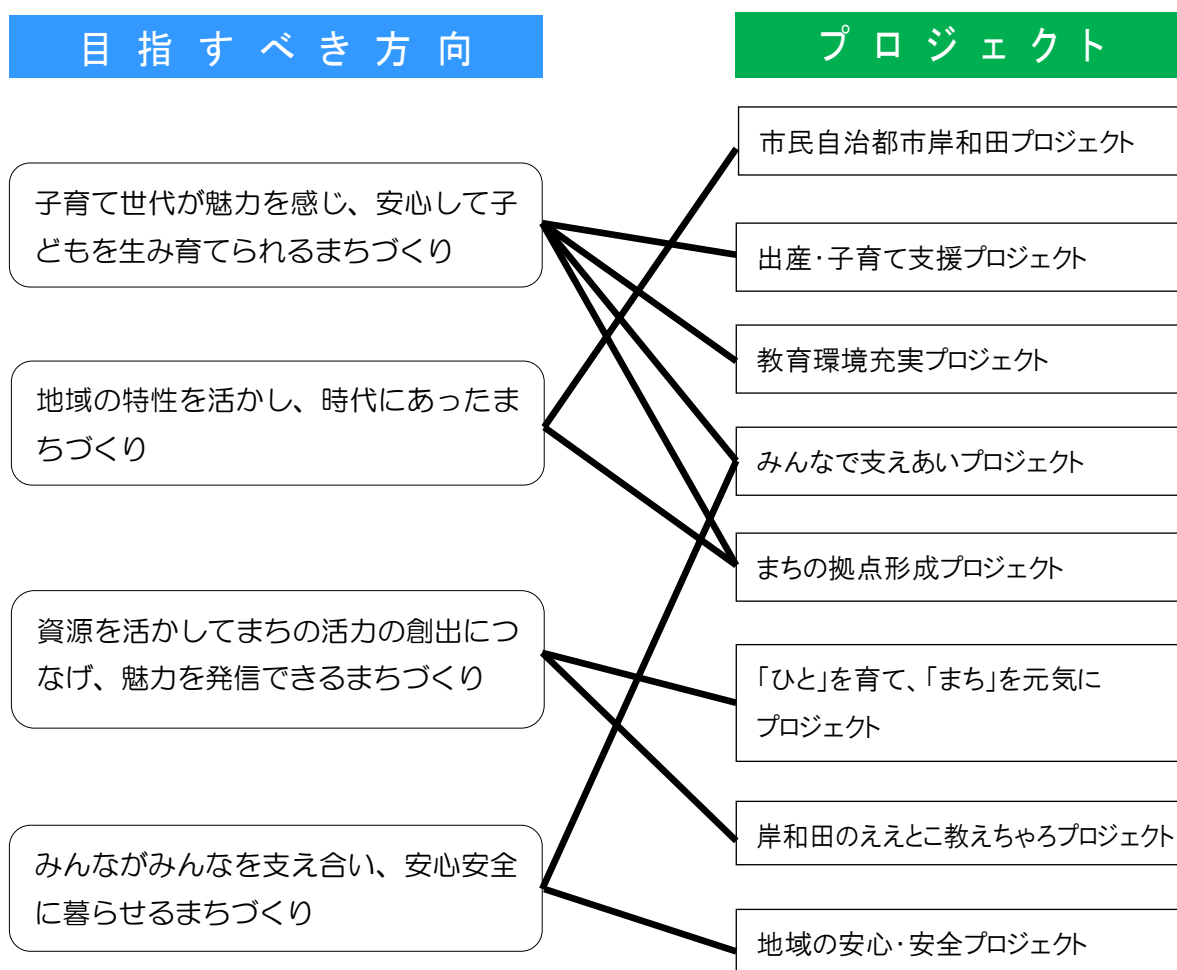 目指すべき方向
プロジェクト
子育て世代が魅力を感じ、安心して子
どもを生み育てられるまちづくり
地域の特性を活かし、時代にあったま
ちづくり
資源を活かしてまちの活力の創出につ
なげ、魅力を発信できるまちづくり
みんながみんなを支え合い、安心安全
に暮らせるまちづくり
市民自治都市岸和田プロジェクト
出産・子育て支援プロジェクト
教育環境充実プロジェクト
みんなで支えあいプロジェクト
まちの拠点形成プロジェクト
「ひと」を育て、「まち」を元気に
プロジェクト
岸和田のええとこ教えちゃろプロジェクト
地域の安心・安全プロジェクト